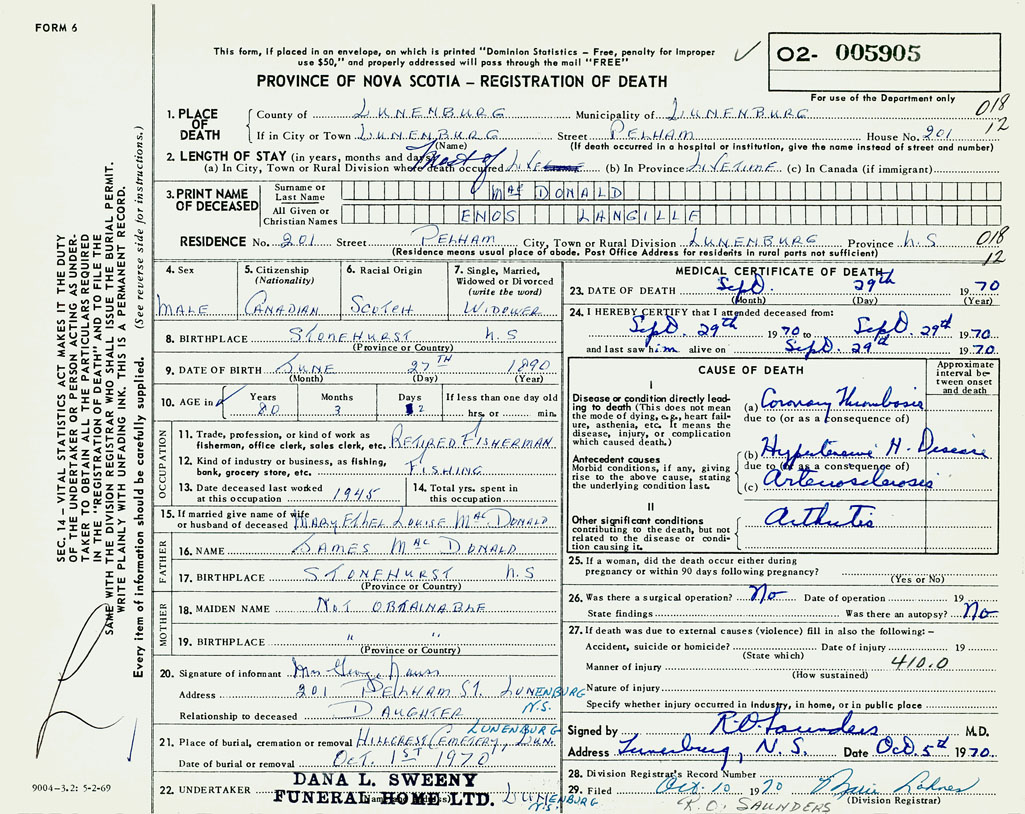 FORM 6
This form, if placed in an envelope, on which is printed "Dominion Statistics – Free, penalty for improper
use $50," and properly addressed will pass through the mail "FREE"
02- 005905
PROVINCE OF NOVA SCOTIA – REGISTRATION OF DEATH
For use of the Department only
018
12
1. PLACE OF DEATH
County of LUNENBURG Municipality of LUNENBURG
If in City or Town LUNENBURG Street PELHAM House No. 201
(Name) (If death occurred in a hospital or institution, give the name instead of street and number)
2. LENGTH OF STAY (in years, months and days)
(a) In City, Town or Rural Division where death occurred Most of LIFE (b) In Province LIFETIME (c) In Canada (if immigrant)
3. PRINT NAME OF DECEASED
Surname or Last Name MAC DONALD
All Given or Christian Names ENOS LANGILLE
RESIDENCE No. 201 Street PELHAM City, Town or Rural Division LUNENBURG Province N.S
018
12
(Residence means usual place of abode. Post Office Address for residents in rural parts not sufficient)
4. Sex MALE
5. Citizenship (Nationality) CANADIAN
6. Racial Origin SCOTCH
7. Single, Married, Widowed or Divorced (write the word) WIDOWER
8. BIRTHPLACE STONEHURST N.S
(Province or Country)
9. DATE OF BIRTH JUNE 27TH 1890
(Month) (Day) (Year)
10. AGE in Years 80 Months 3 Days 2 If less than one day old hrs. or min.
OCCUPATION
11. Trade, profession, or kind of work as fisherman, office clerk, sales clerk, etc. RETIRED FISHERMAN
12. Kind of industry or business, as fishing, bank, grocery store, etc. FISHING
13. Date deceased last worked at this occupation 1945
14. Total yrs. spent in this occupation
15. If married give name of wife or husband of deceased MARY ETHEL LOUISE MAC DONALD
FATHER
16. NAME JAMES MAC DONALD
17. BIRTHPLACE STONEHURST N.S
(Province or Country)
MOTHER
18. MAIDEN NAME NOT OBTAINABLE
19. BIRTHPLACE " "
(Province or Country)
20. Signature of informant Mrs George
Address 201 PELHAM ST. LUNENBURG N.S.
Relationship to deceased DAUGHTER
21. Place of burial, cremation or removal HILLCREST CEMETERY, LUN. LUNENBURG
Date of burial or removal OCT. 1ST 1970
22. UNDERTAKER DANA L. SWEENY
FUNERAL HOME LTD. LUNENBURG N.S.
(Name and Address)
MEDICAL CERTIFICATE OF DEATH
23. DATE OF DEATH Sept. 29th 1970
(Month) (Day) (Year)
24. I HEREBY CERTIFY that I attended deceased from:
Sept. 29th 1970 to Sept. 29th 1970
and last saw him alive on Sept. 29th 1970.
CAUSE OF DEATH
Approximate interval between onset and death
I
Disease or condition directly leading to death (This does not mean the mode of dying, e.g., heart failure, asthenia, etc. It means the disease, injury, or complication which caused death.)
(a) Coronary Thrombosis
due to (or as a consequence of)
Antecedent causes
Morbid conditions, if any, giving rise to the above cause, stating the underlying condition last.
(b) Hypertensive H. Disease
due to (or as a consequence of)
(c) Arteriosclerosis
II
Other significant conditions contributing to the death, but not related to the disease or condition causing it.
Arthritis
25. If a woman, did the death occur either during pregnancy or within 90 days following pregnancy?
(Yes or No)
26. Was there a surgical operation? No Date of operation 19
State findings Was there an autopsy? No
27. If death was due to external causes (violence) fill in also the following: –
Accident, suicide or homicide? Date of injury 19
(State which)
Manner of injury 410.0
(How sustained)
Nature of injury
Specify whether injury occurred in industry, in home, or in public place
Signed by R.O. Saunders M.D.
Address Lunenburg, N.S. Date Oct. 5th 1970.
28. Division Registrar's Record Number
29. Filed Oct. 10 1970
(Division Registrar)
R.O. SAUNDERS
SEC. 14 – VITAL STATISTICS ACT MAKES IT THE DUTY
OF THE UNDERTAKER OR PERSON ACTING AS UNDER-
TAKER TO OBTAIN ALL THE PARTICULARS REQUIRED
IN THE "REGISTRATION OF DEATH" AND TO FILE THE
SAME WITH THE DIVISION REGISTRAR WHO SHALL ISSUE THE BURIAL PERMIT.
WRITE PLAINLY WITH UNFADING INK. THIS IS A PERMANENT RECORD.
Every item of information should be carefully supplied. (See reverse side for instructions.)
9004-3.2: 5-2-69